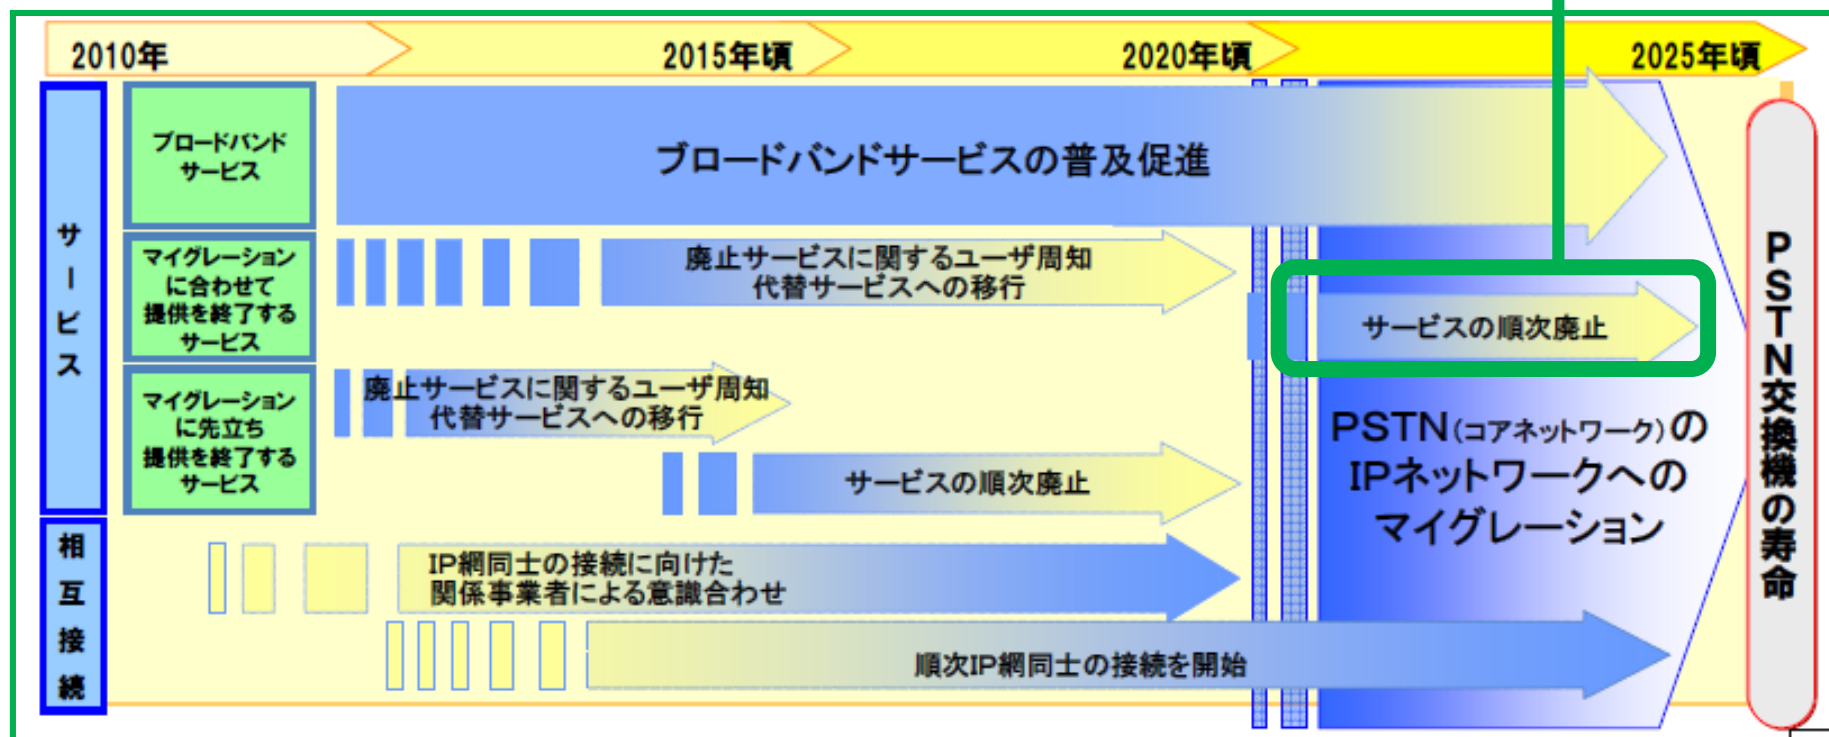 2010年
2015年頃
2020年頃
2025年頃
サービス
ブロードバンド
サービス
ブロードバンドサービスの普及促進
マイグレーション
に合わせて
提供を終了する
サービス
廃止サービスに関するユーザ周知
代替サービスへの移行
サービスの順次廃止
マイグレーション
に先立ち
提供を終了する
サービス
廃止サービスに関するユーザ周知
代替サービスへの移行
サービスの順次廃止
PSTN(コアネットワーク)の
IPネットワークへの
マイグレーション
相互接続
IP網同士の接続に向けた
関係事業者による意識合わせ
順次IP網同士の接続を開始
PSTN交換機の寿命